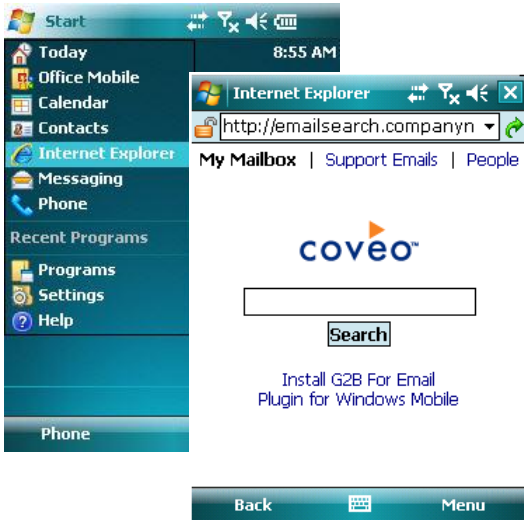 Start
8:55 AM
Today
Office Mobile
Calendar
Contacts
Internet Explorer
Messaging
Phone
Recent Programs
Programs
Settings
Help
Phone
Internet Explorer
http://emailsearch.companyn
My Mailbox | Support Emails | People
coveo™
Search
Install G2B For Email
Plugin for Windows Mobile
Back Menu